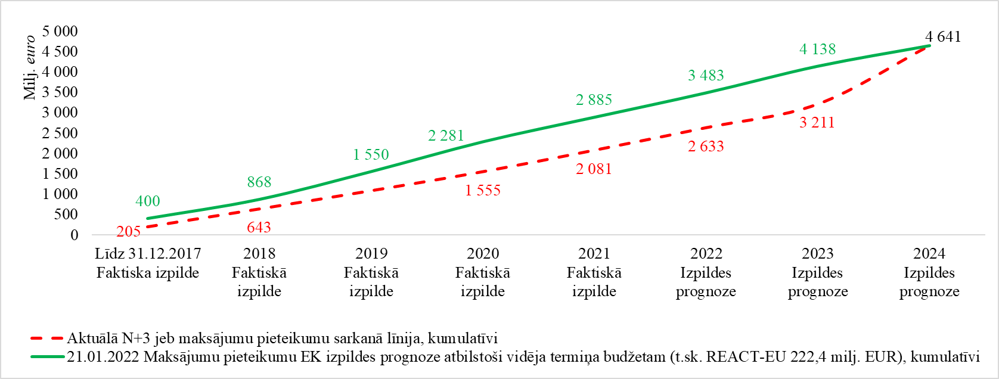 Milj. euro
5 000
4 500
4 000
3 500
3 000
2 500
2 000
1 500
1 000
500
0
400
868
1 550
2 281
2 885
3 483
4 138
4 641
205
643
1 555
2 081
2 633
3 211
Līdz 31.12.2017
Faktiska izpilde
2018
Faktiskā
izpilde
2019
Faktiskā
izpilde
2020
Faktiskā
izpilde
2021
Faktiskā
izpilde
2022
Izpildes
prognoze
2023
Izpildes
prognoze
2024
Izpildes
prognoze
Aktuālā N+3 jeb maksājumu pieteikumu sarkanā līnija, kumulatīvi
21.01.2022 Maksājumu pieteikumu EK izpildes prognoze atbilstoši vidēja termiņa budžetam (t.sk. REACT-EU 222,4 milj. EUR), kumulatīvi